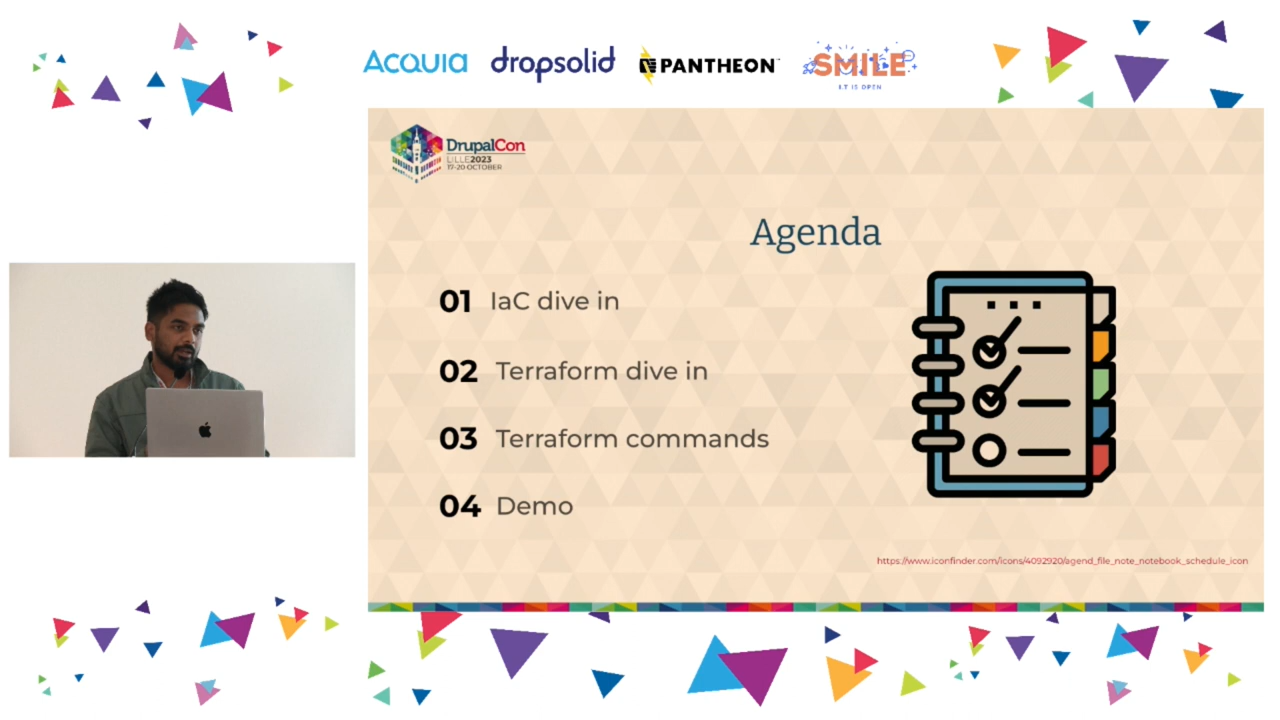 ACQUIA dropsolid PANTHEON SMILE
I.T IS OPEN
DrupalCon
LILLE2023
17-20-OCTOBER
Agenda
01 IaC dive in
02 Terraform dive in
03 Terraform commands
04 Demo
https://www.iconfinder.com/icons/4092920/agend_file_note_notebook_schedule_icon